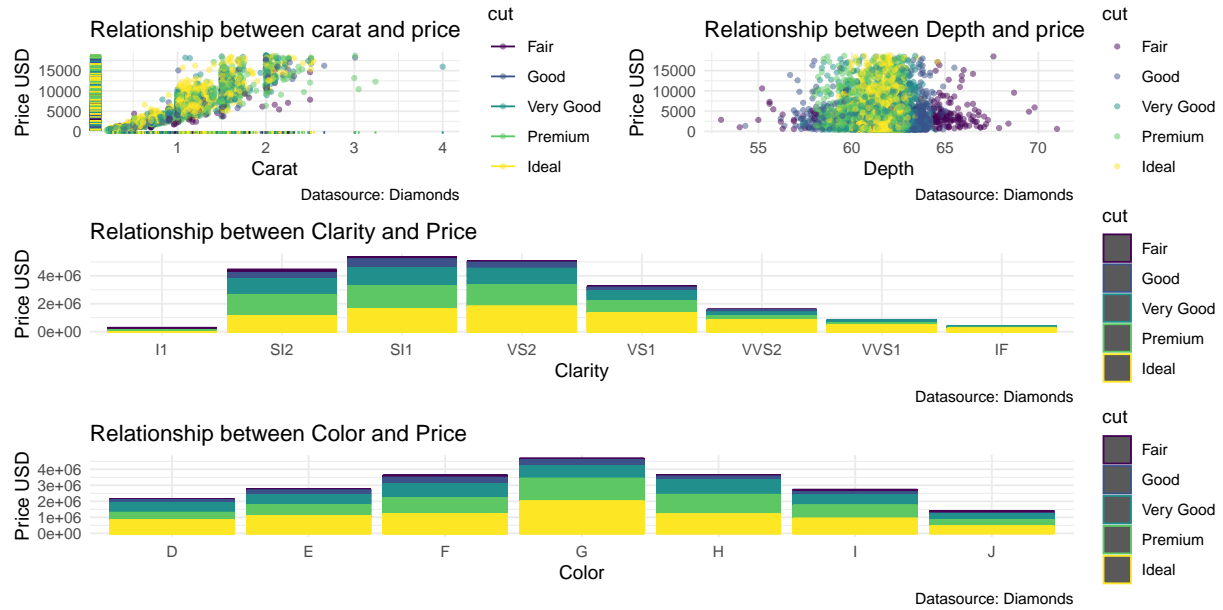 Relationship between carat and price
Price USD
15000
10000
5000
0
1 2 3 4
Carat
Datasource: Diamonds
cut
Fair
Good
Very Good
Premium
Ideal
Relationship between Depth and price
Price USD
15000
10000
5000
0
55 60 65 70
Depth
Datasource: Diamonds
cut
Fair
Good
Very Good
Premium
Ideal
Relationship between Clarity and Price
Price USD
4e+06
2e+06
0e+00
I1 SI2 SI1 VS2 VS1 VVS2 VVS1 IF
Clarity
Datasource: Diamonds
cut
Fair
Good
Very Good
Premium
Ideal
Relationship between Color and Price
Price USD
4e+06
3e+06
2e+06
1e+06
0e+00
D E F G H I J
Color
Datasource: Diamonds
cut
Fair
Good
Very Good
Premium
Ideal